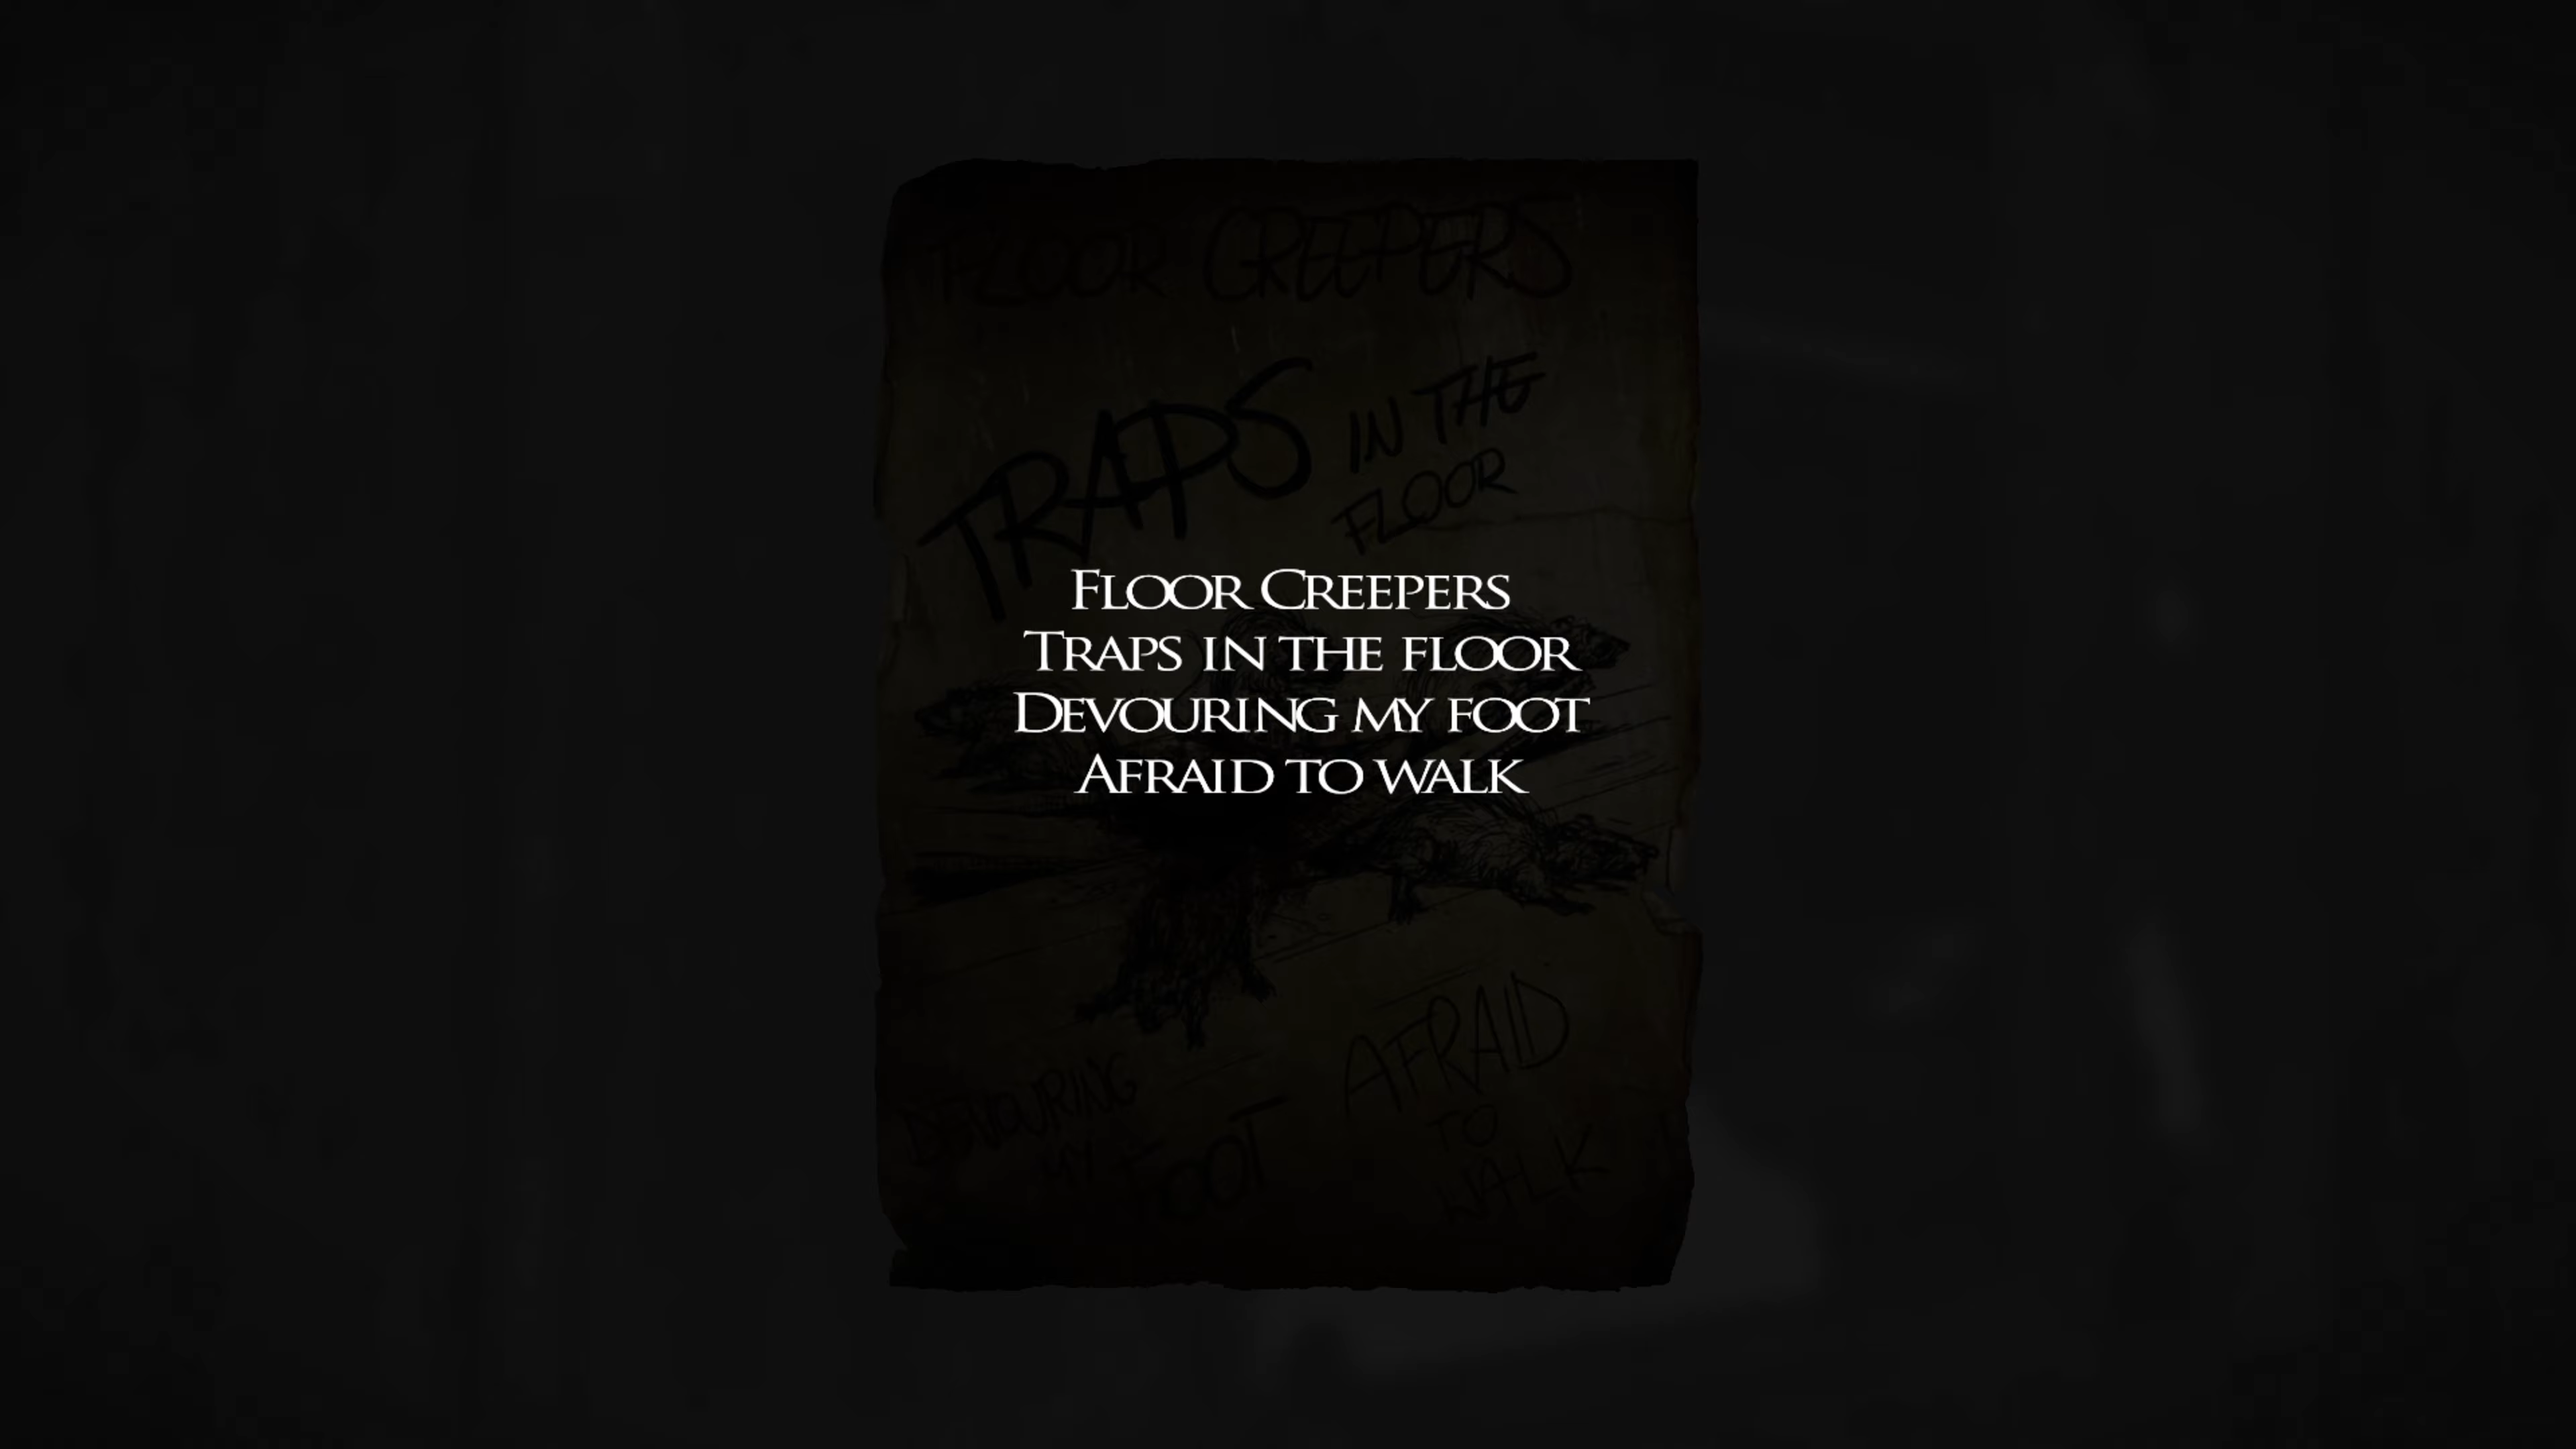 FLOOR CREEPERS
TRAPS IN THE
FLOOR
FLOOR CREEPERS
TRAPS IN THE FLOOR
DEVOURING MY FOOT
AFRAID TO WALK
DEVOURING
MY FOOT
AFRAID
TO
WALK